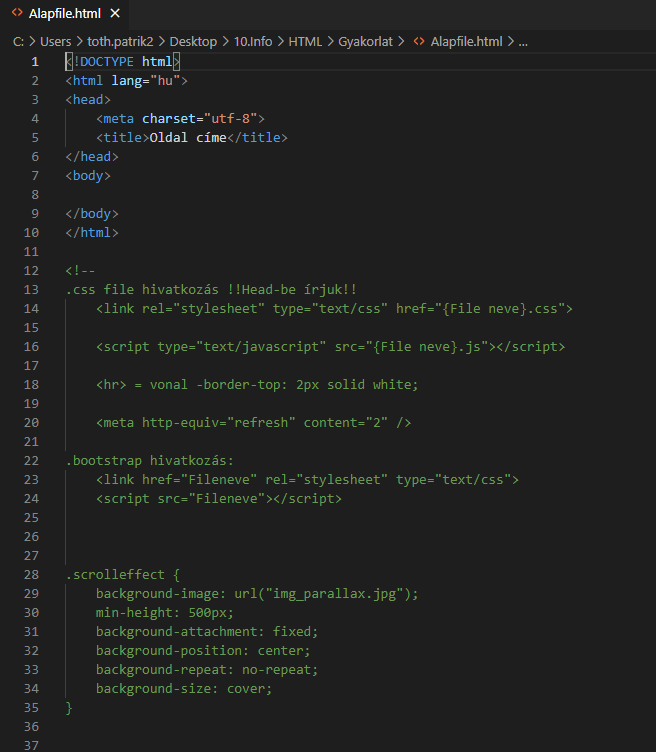 Alapfile.html
C: > Users > toth.patrik2 > Desktop > 10.Info > HTML > Gyakorlat > Alapfile.html > ...
1 <!DOCTYPE html>
2 <html lang="hu">
3 <head>
4     <meta charset="utf-8">
5     <title>Oldal címe</title>
6 </head>
7 <body>
8
9 </body>
10 </html>
11
12 <!--
13 .css file hivatkozás !!Head-be írjuk!!
14     <link rel="stylesheet" type="text/css" href="{File neve}.css">
15
16     <script type="text/javascript" src="{File neve}.js"></script>
17
18     <hr> = vonal -border-top: 2px solid white;
19
20     <meta http-equiv="refresh" content="2" />
21
22 .bootstrap hivatkozás:
23     <link href="Fileneve" rel="stylesheet" type="text/css">
24     <script src="Fileneve"></script>
25
26
27
28 .scrolleffect {
29     background-image: url("img_parallax.jpg");
30     min-height: 500px;
31     background-attachment: fixed;
32     background-position: center;
33     background-repeat: no-repeat;
34     background-size: cover;
35 }
36
37